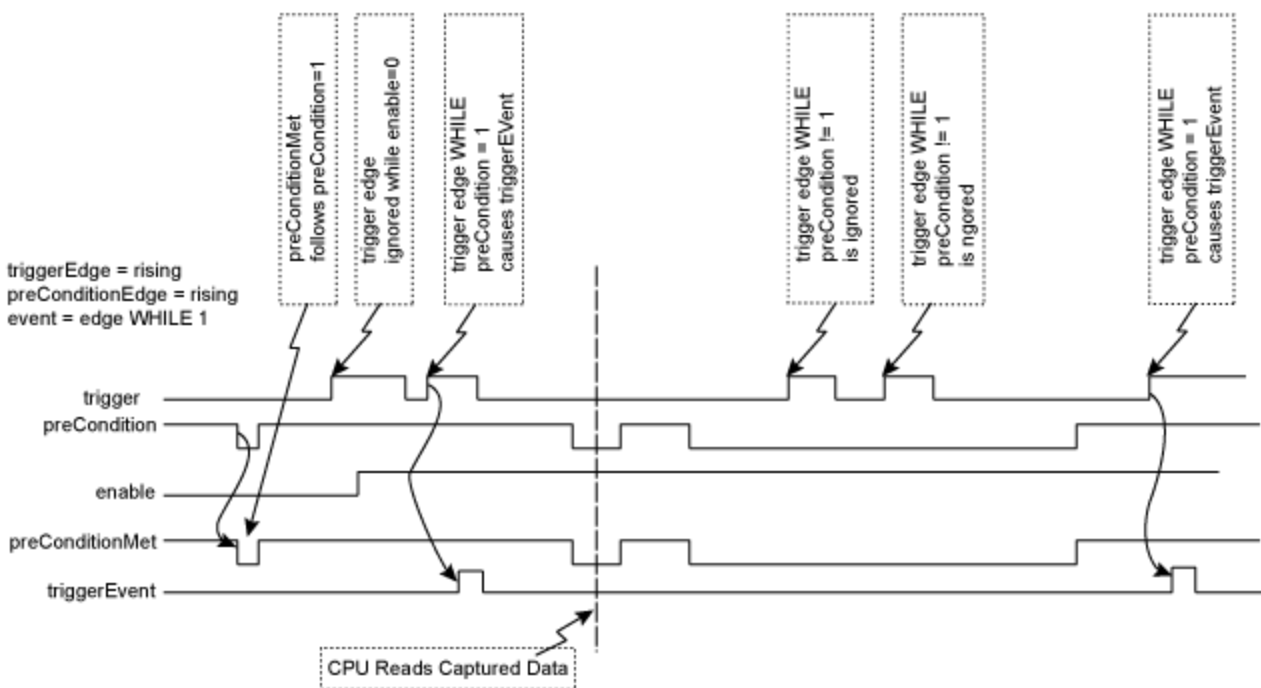 preConditionMet
follows preCondition=1
trigger edge
ignored while enable=0
trigger edge WHILE
preCondition = 1
causes triggerEVent
trigger edge WHILE
preCondition != 1
is ignored
trigger edge WHILE
preCondition != 1
is ngored
trigger edge WHILE
preCondition = 1
causes triggerEvent
triggerEdge = rising
preConditionEdge = rising
event = edge WHILE 1
trigger
preCondition
enable
preConditionMet
triggerEvent
CPU Reads Captured Data